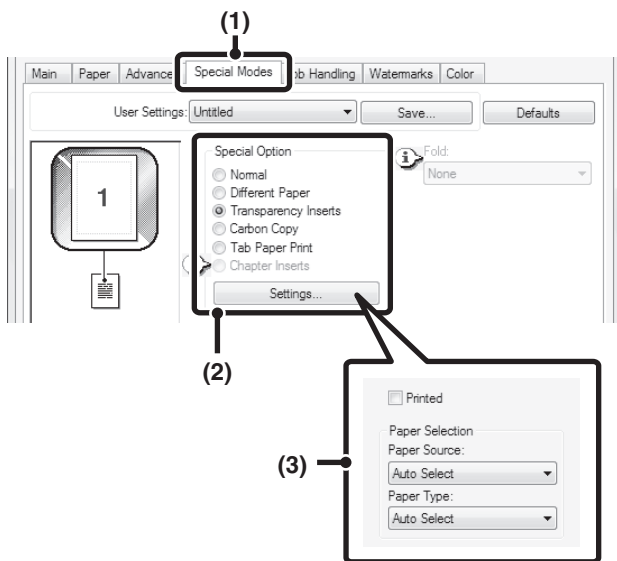 (1)
Main Paper Advance Special Modes ob Handling Watermarks Color
User Settings: Untitled Save... Defaults
1
Special Option
Normal
Different Paper
Transparency Inserts
Carbon Copy
Tab Paper Print
Chapter Inserts
Settings...
Fold:
None
(2)
(3)
Printed
Paper Selection
Paper Source:
Auto Select
Paper Type:
Auto Select